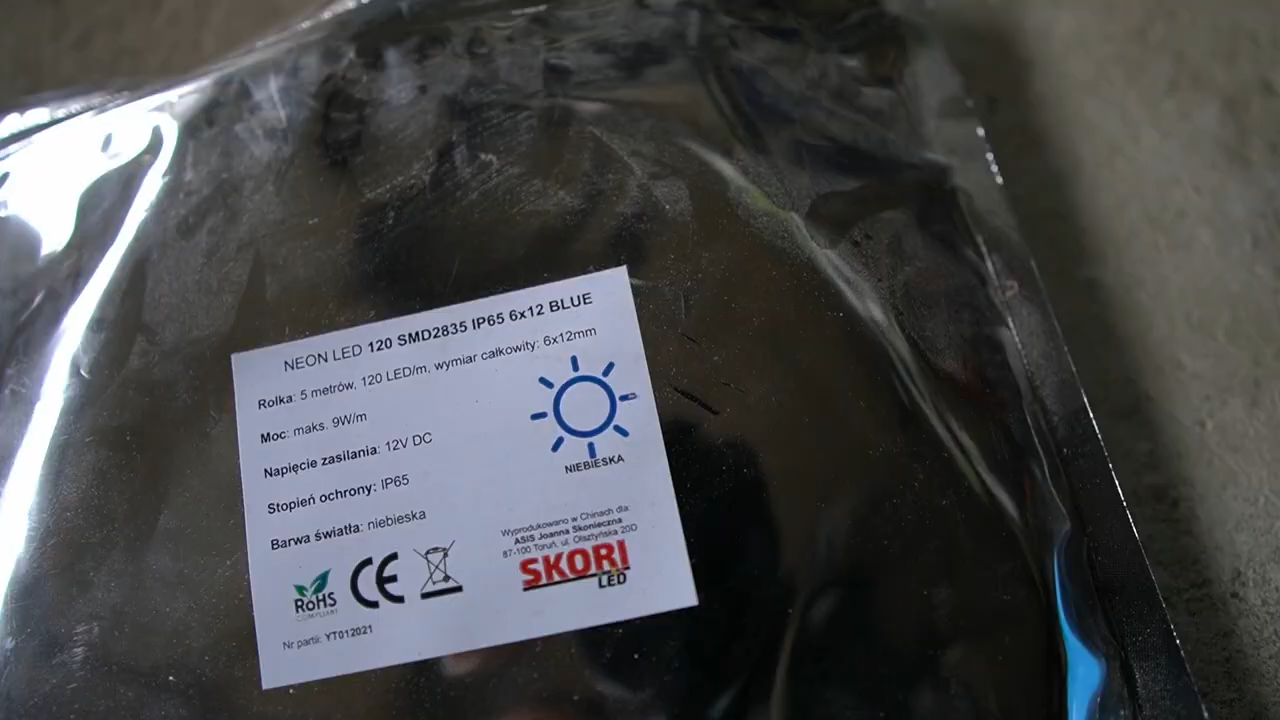 NEON LED 120 SMD2835 IP65 6x12 BLUE
Rolka: 5 metrów, 120 LED/m, wymiar całkowity: 6x12mm
Moc: maks. 9W/m
Napięcie zasilania: 12V DC
Stopień ochrony: IP65
Barwa światła: niebieska
NIEBIESKA
Wyprodukowano w Chinach dla:
ASIS Joanna Skonieczna
87-100 Toruń, ul. Olsztyńska 20D
SKORI
LED
RoHS
COMPLIANT
CE
Nr partii: YT012021